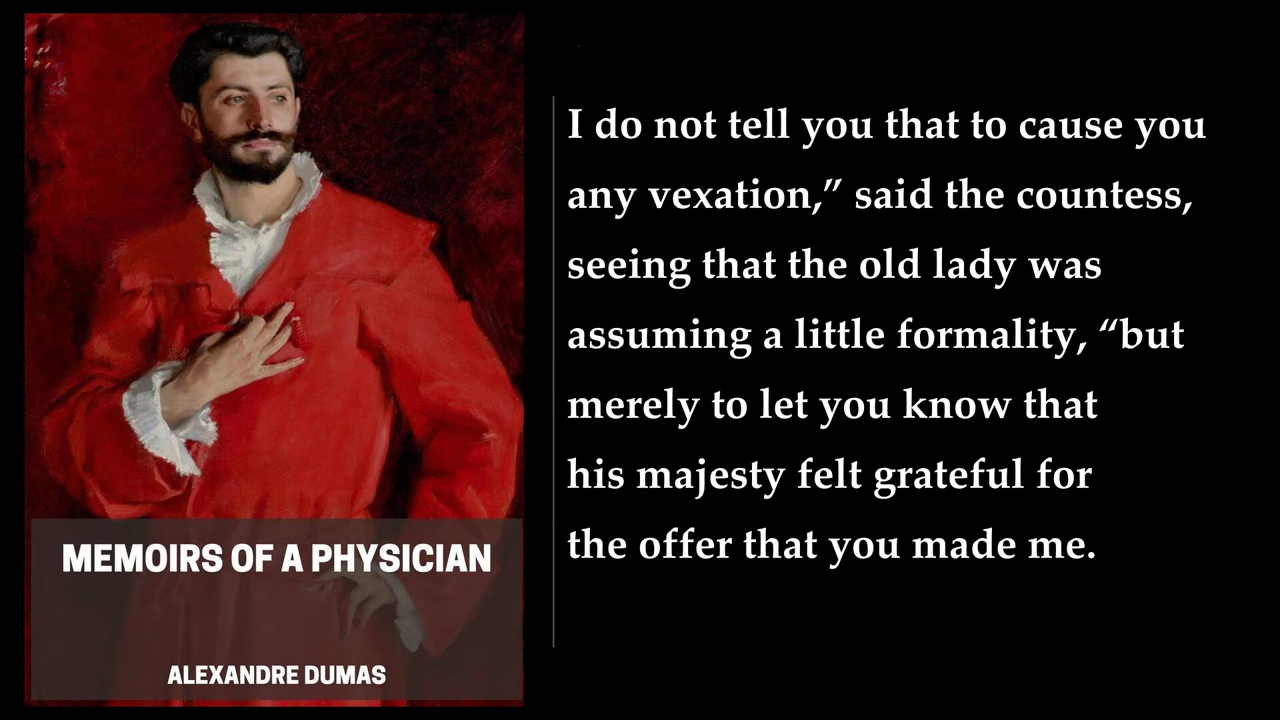 I do not tell you that to cause you
any vexation,” said the countess,
seeing that the old lady was
assuming a little formality, “but
merely to let you know that
his majesty felt grateful for
the offer that you made me.
MEMOIRS OF A PHYSICIAN
ALEXANDRE DUMAS